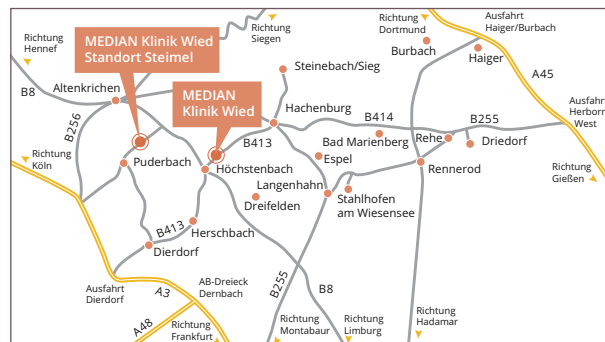 Richtung
Hennef
MEDIAN Klinik Wied
Standort Steimel
Richtung
Siegen
Richtung
Dortmund
Ausfahrt
Haiger/Burbach
Burbach
Haiger
Steinebach/Sieg
A45
B8
Altenkirchen
MEDIAN
Klinik Wied
Hachenburg
B414
B255
Ausfahrt
Herborn
West
B256
B413
Bad Marienberg
Rehe
Driedorf
Richtung
Köln
Puderbach
Höchstenbach
Espel
Rennerod
Richtung
Gießen
Langenhahn
Dreifelden
Stahlhofen
am Wiesensee
B413
Herschbach
Dierdorf
Ausfahrt
Dierdorf
A3
AB-Dreieck
Dernbach
B255
B8
A48
Richtung
Frankfurt
Richtung
Montabaur
Richtung
Limburg
Richtung
Hadamar